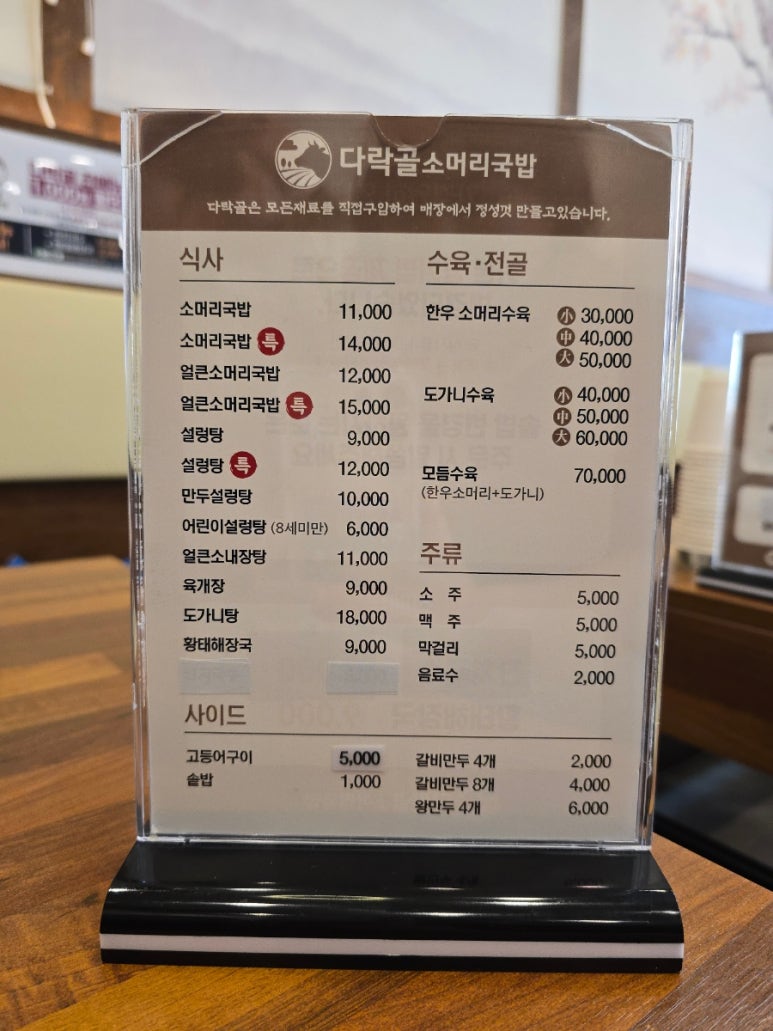 다락골소머리국밥
다락골은 모든재료를 직접구입하여 매장에서 정성껏 만들고있습니다.
식사
소머리국밥 11,000
소머리국밥 특 14,000
얼큰소머리국밥 12,000
얼큰소머리국밥 특 15,000
설렁탕 9,000
설렁탕 특 12,000
만두설렁탕 10,000
어린이설렁탕 (8세미만) 6,000
얼큰소내장탕 11,000
육개장 9,000
도가니탕 18,000
황태해장국 9,000
수육·전골
한우 소머리수육 小 30,000
中 40,000
大 50,000
도가니수육 小 40,000
中 50,000
大 60,000
모듬수육 70,000
(한우소머리+도가니)
주류
소 주 5,000
맥 주 5,000
막걸리 5,000
음료수 2,000
사이드
고등어구이 5,000
솥밥 1,000
갈비만두 4개 2,000
갈비만두 8개 4,000
왕만두 4개 6,000